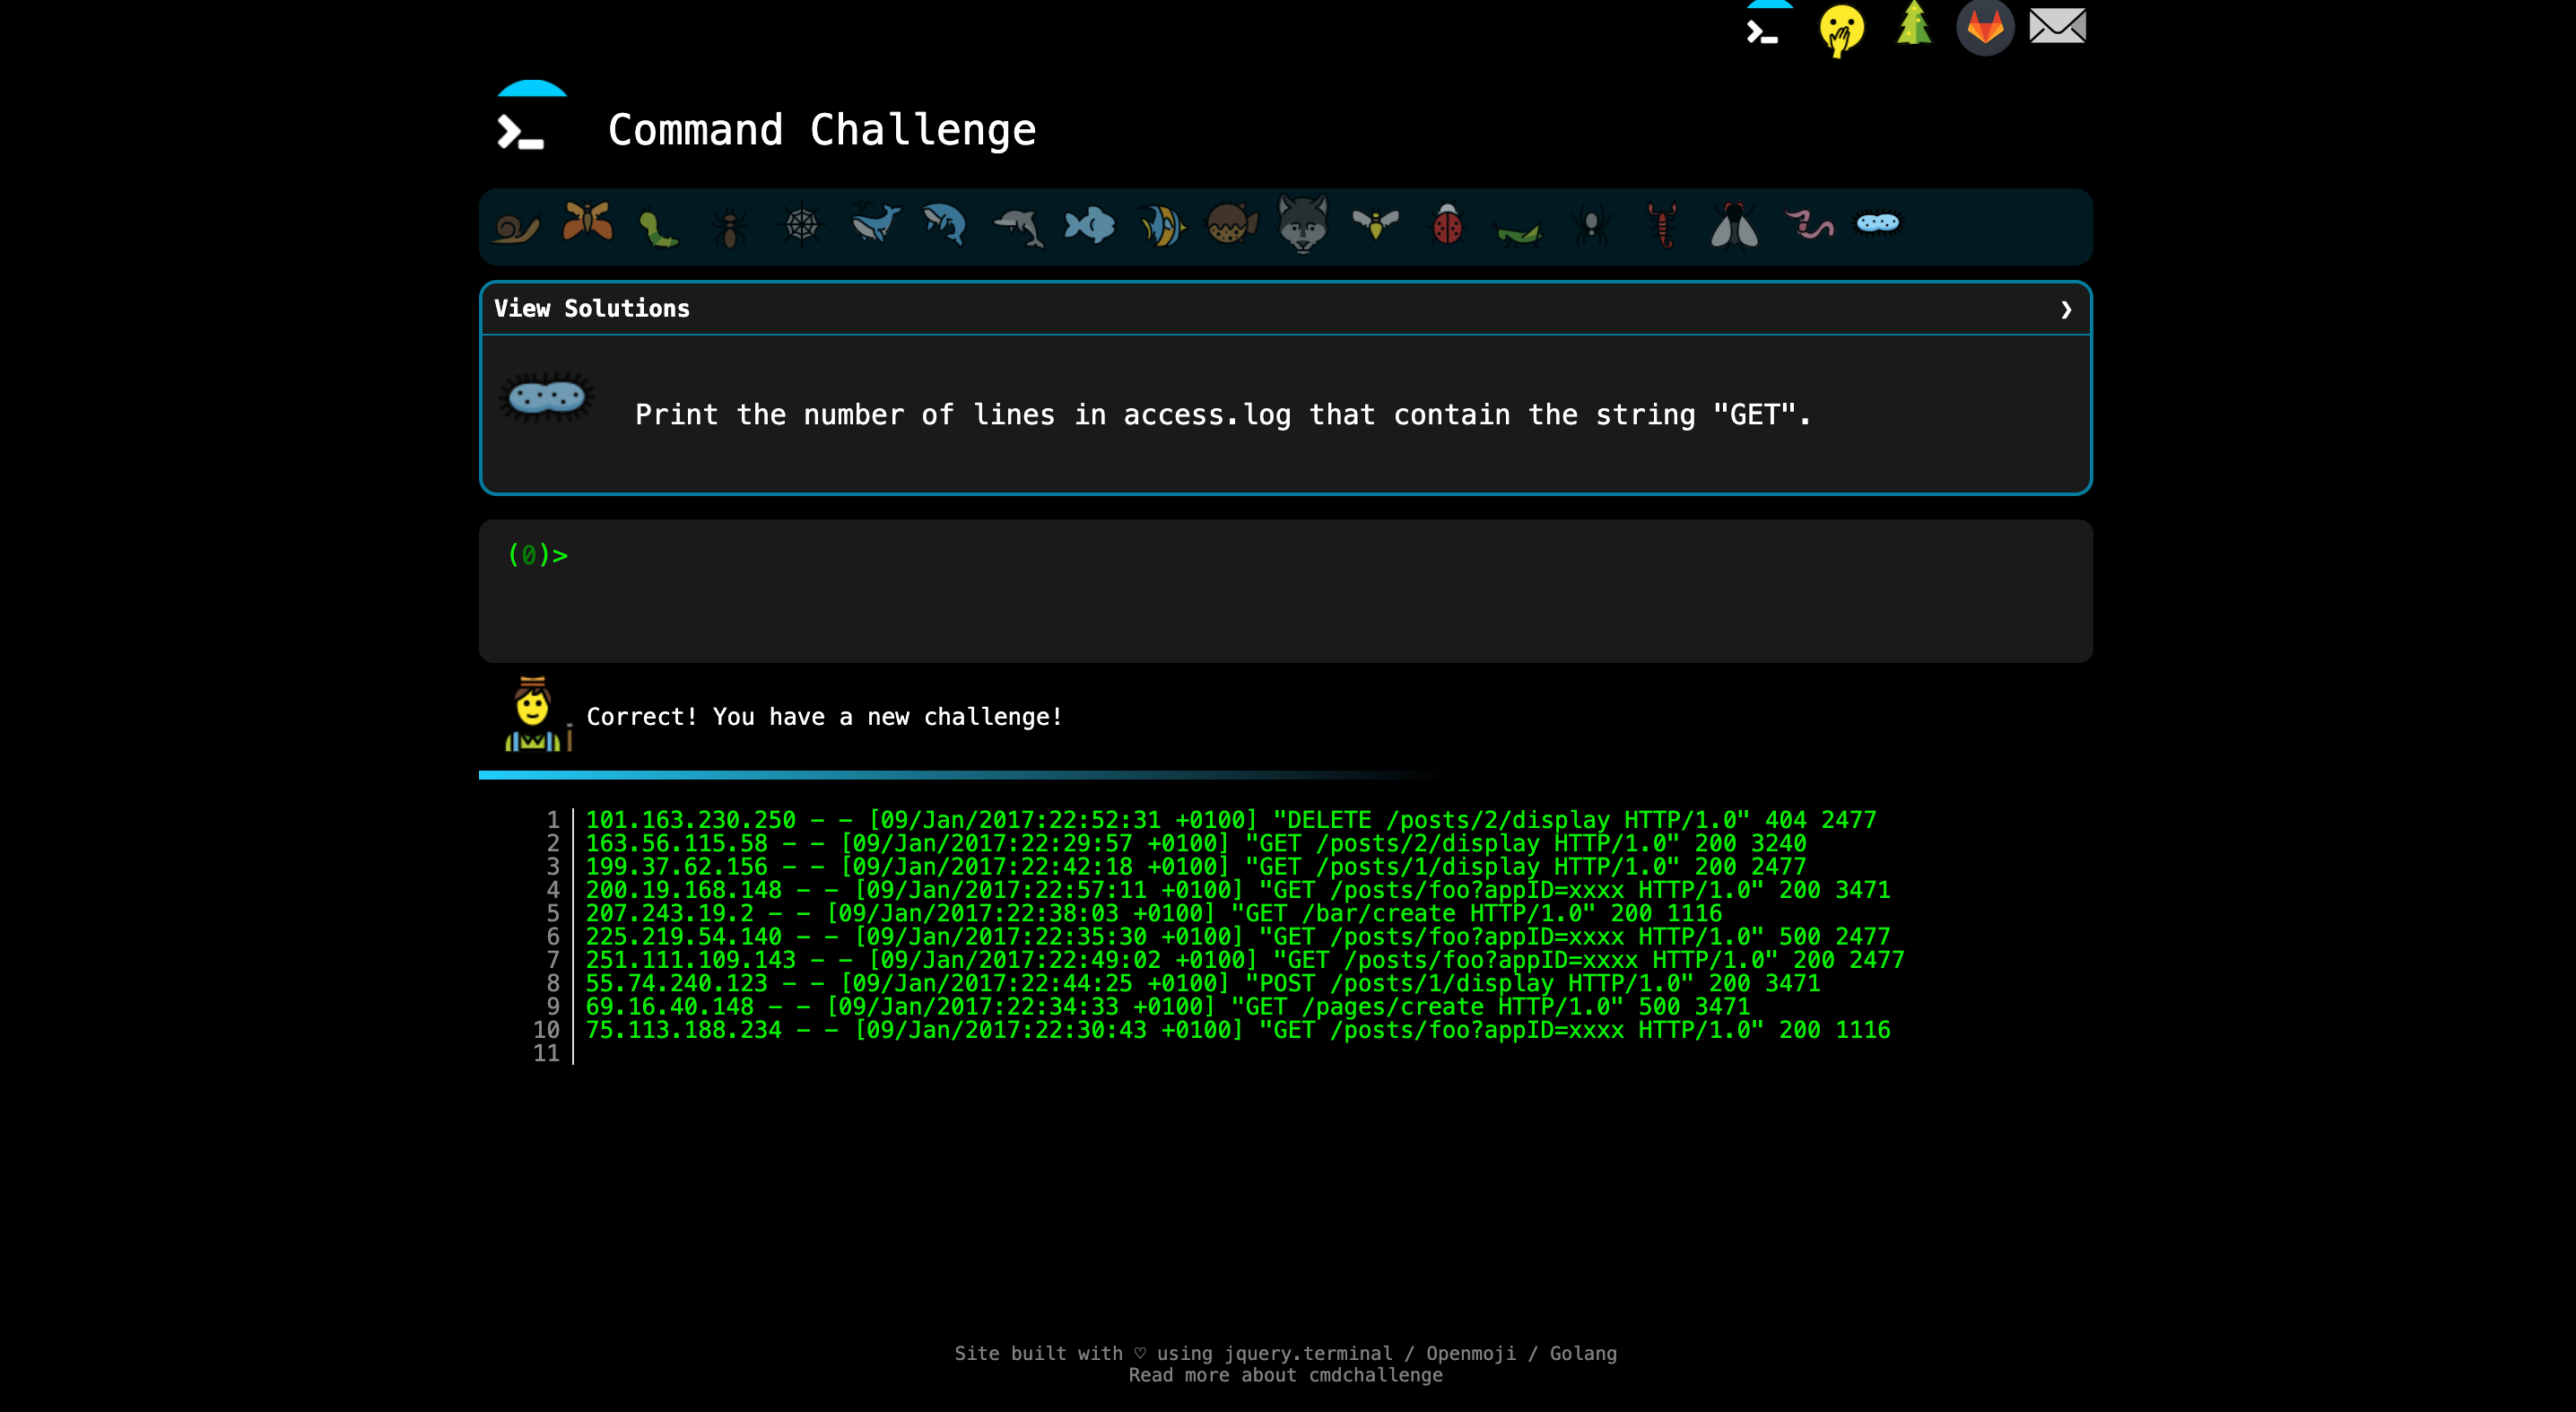 Command Challenge
View Solutions ❯
Print the number of lines in access.log that contain the string "GET".
(0)>
Correct! You have a new challenge!
1 101.163.230.250 - - [09/Jan/2017:22:52:31 +0100] "DELETE /posts/2/display HTTP/1.0" 404 2477
2 163.56.115.58 - - [09/Jan/2017:22:29:57 +0100] "GET /posts/2/display HTTP/1.0" 200 3240
3 199.37.62.156 - - [09/Jan/2017:22:42:18 +0100] "GET /posts/1/display HTTP/1.0" 200 2477
4 200.19.168.148 - - [09/Jan/2017:22:57:11 +0100] "GET /posts/foo?appID=xxxx HTTP/1.0" 200 3471
5 207.243.19.2 - - [09/Jan/2017:22:38:03 +0100] "GET /bar/create HTTP/1.0" 200 1116
6 225.219.54.140 - - [09/Jan/2017:22:35:30 +0100] "GET /posts/foo?appID=xxxx HTTP/1.0" 500 2477
7 251.111.109.143 - - [09/Jan/2017:22:49:02 +0100] "GET /posts/foo?appID=xxxx HTTP/1.0" 200 2477
8 55.74.240.123 - - [09/Jan/2017:22:44:25 +0100] "POST /posts/1/display HTTP/1.0" 200 3471
9 69.16.40.148 - - [09/Jan/2017:22:34:33 +0100] "GET /pages/create HTTP/1.0" 500 3471
10 75.113.188.234 - - [09/Jan/2017:22:30:43 +0100] "GET /posts/foo?appID=xxxx HTTP/1.0" 200 1116
11
Site built with ♡ using jquery.terminal / Openmoji / Golang
Read more about cmdchallenge